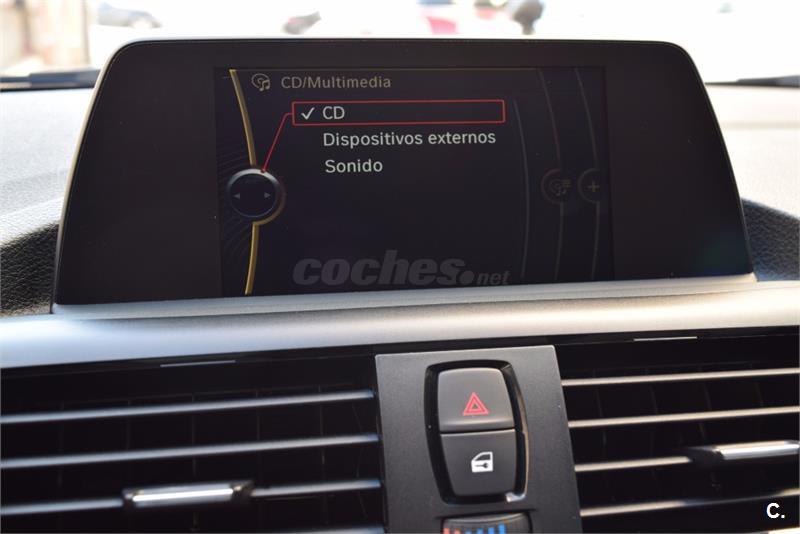 CD/Multimedia
✓ CD
Dispositivos externos
Sonido
coches.net
C.